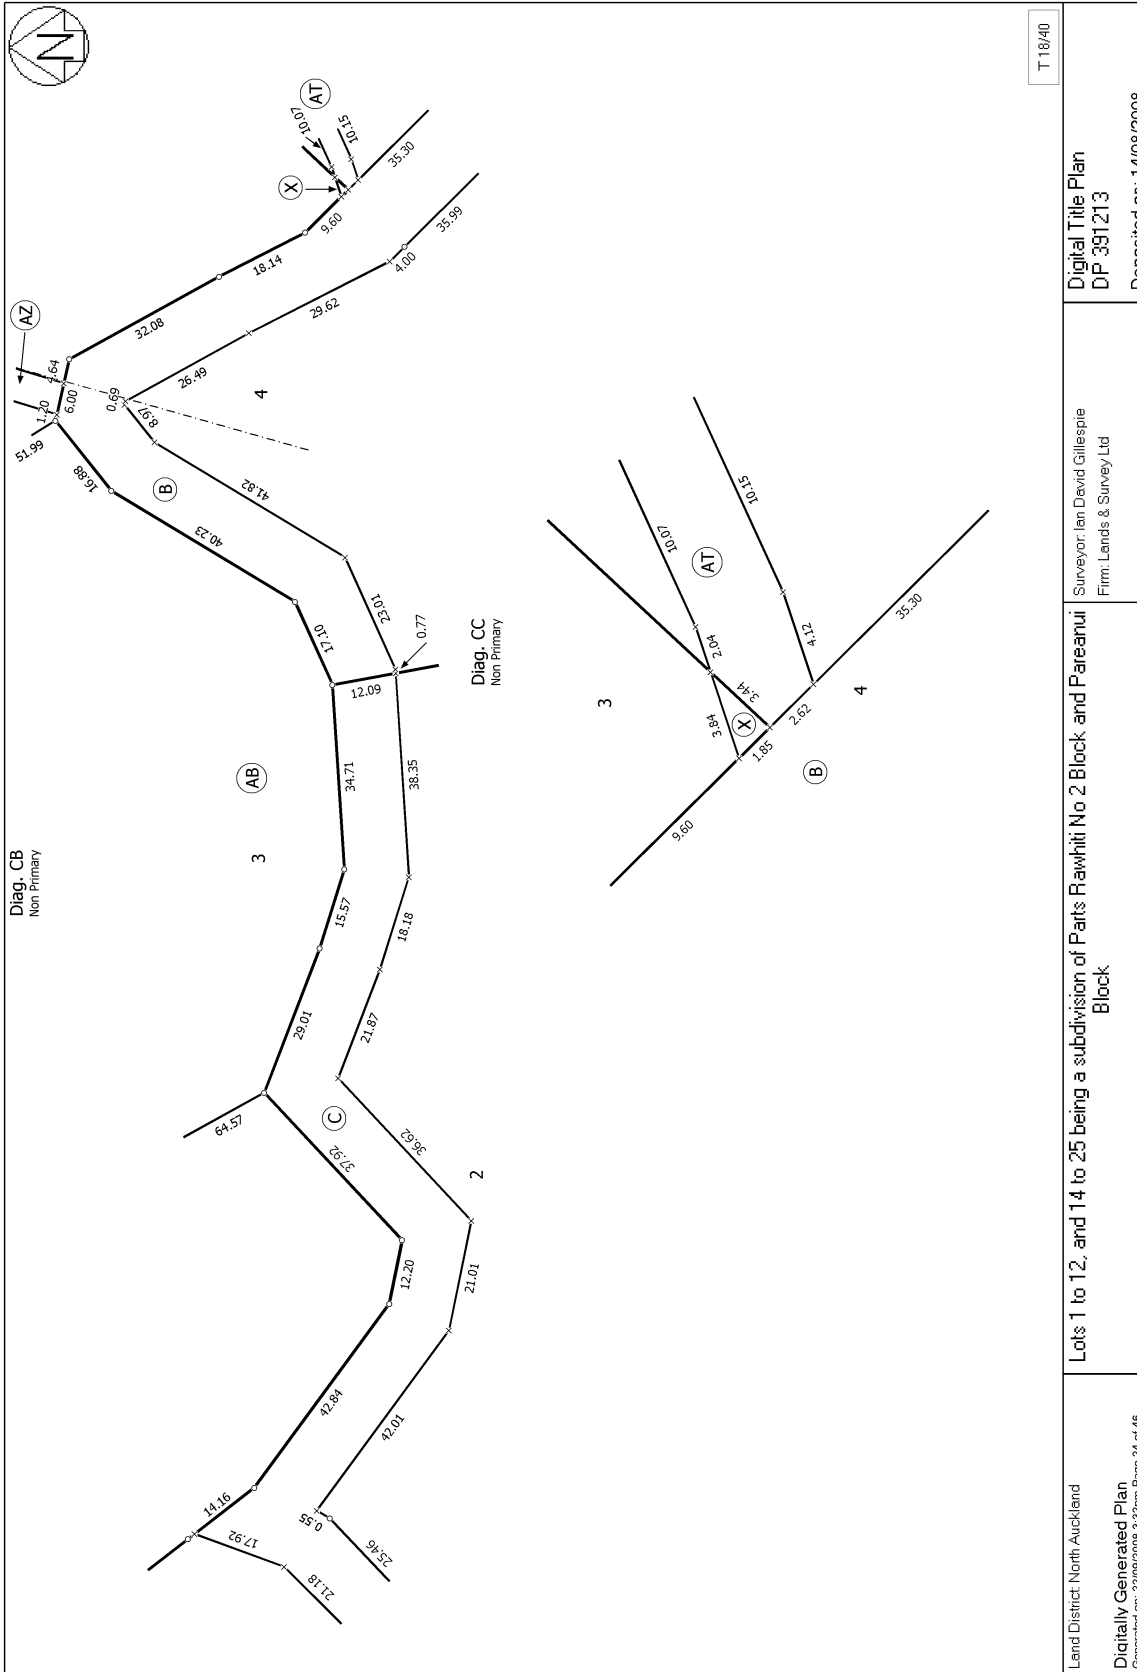 Diag. CB
Non Primary
51.99
AZ
1.20
4.64
6.00
16.88
B
0.69
8.97
32.08
18.14
9.60
X
10.07
AT
10.15
35.30
40.23
41.82
26.49
29.62
4.00
35.99
4
17.10
23.01
0.77
12.09
AB
3
34.71
38.35
15.57
18.18
29.01
21.87
64.57
C
37.92
36.62
2
12.20
21.01
42.84
42.01
14.16
17.92
21.18
0.55
25.46
Diag. CC
Non Primary
3
10.07
AT
10.15
2.04
4.12
3.84
3.44
X
1.85
2.62
35.30
4
B
9.60
N
T 18/40
Land District: North Auckland
Digitally Generated Plan
Lots 1 to 12, and 14 to 25 being a subdivision of Parts Rawhiti No 2 Block and Pareanui
Block
Surveyor: Ian David Gillespie
Firm: Lands & Survey Ltd
Digital Title Plan
DP 391213